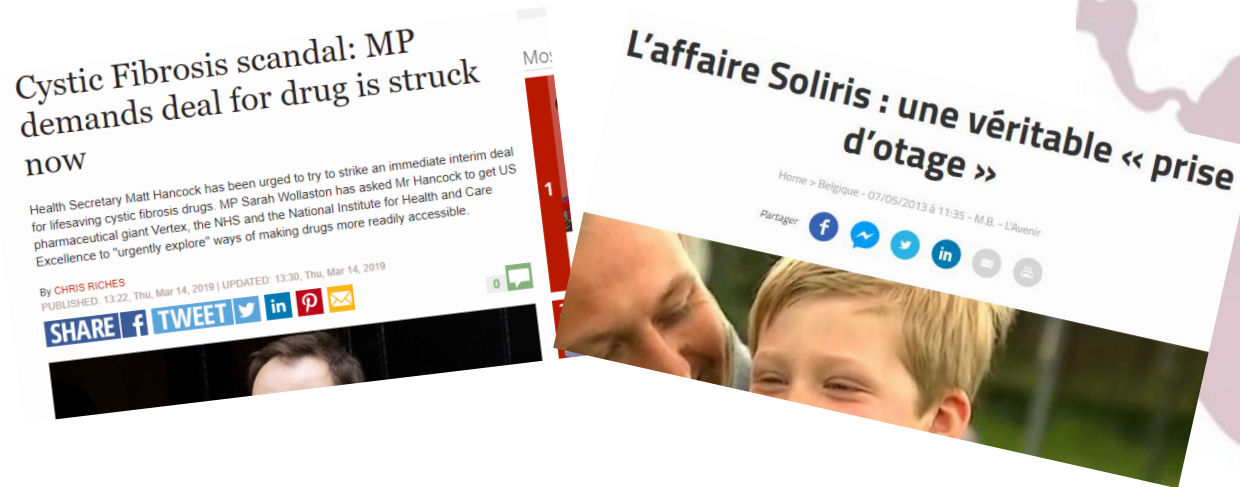 Cystic Fibrosis scandal: MP
demands deal for drug is struck
now
Health Secretary Matt Hancock has been urged to try to strike an immediate interim deal
for lifesaving cystic fibrosis drugs. MP Sarah Wollaston has asked Mr Hancock to get US
pharmaceutical giant Vertex, the NHS and the National Institute for Health and Care
Excellence to "urgently explore" ways of making drugs more readily accessible.
By CHRIS RICHES
PUBLISHED: 13:22, Thu, Mar 14, 2019 | UPDATED: 13:30, Thu, Mar 14, 2019
SHARE f TWEET in
0
1
L'affaire Soliris : une véritable « prise
d'otage »
Home > Belgique - 07/05/2013 à 11:35 - M.B. - L'Avenir
Partager f in